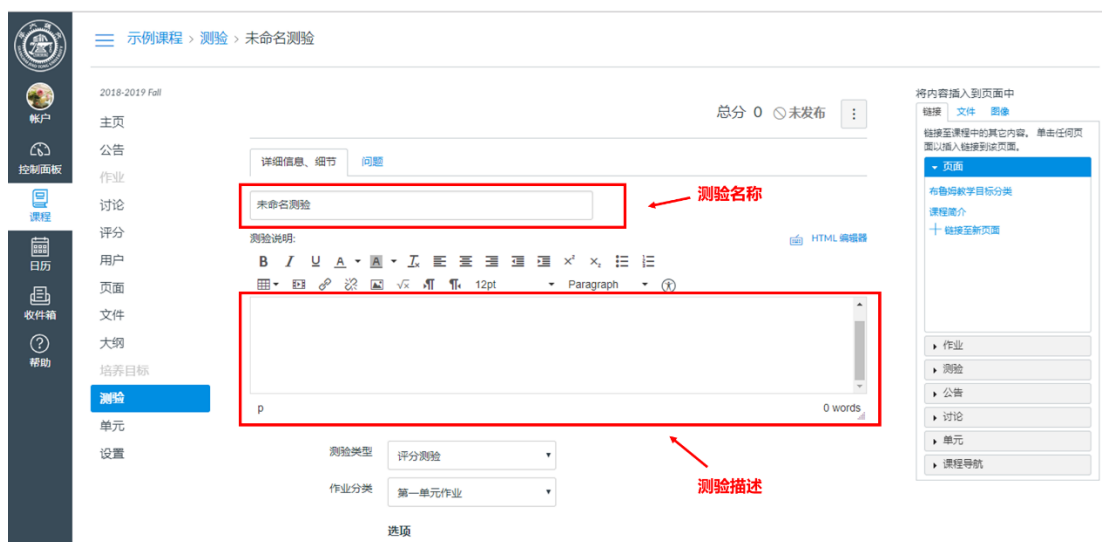 示例课程 > 测验 > 未命名测验
帐户
控制面板
课程
日历
收件箱
帮助
2018-2019 Fall
主页
公告
作业
讨论
评分
用户
页面
文件
大纲
培养目标
测验
单元
设置
总分 0 未发布
详细信息、细节 问题
未命名测验
测验名称
测验说明:
HTML 编辑器
B I U A A
12pt Paragraph
p 0 words
测验描述
测验类型 评分测验
作业分类 第一单元作业
选项
将内容插入到页面中
链接 文件 图像
链接至课程中的其它内容。 单击任何页
面以插入链接到该页面。
页面
布鲁姆教学目标分类
课程简介
链接至新页面
作业
测验
公告
讨论
单元
课程导航